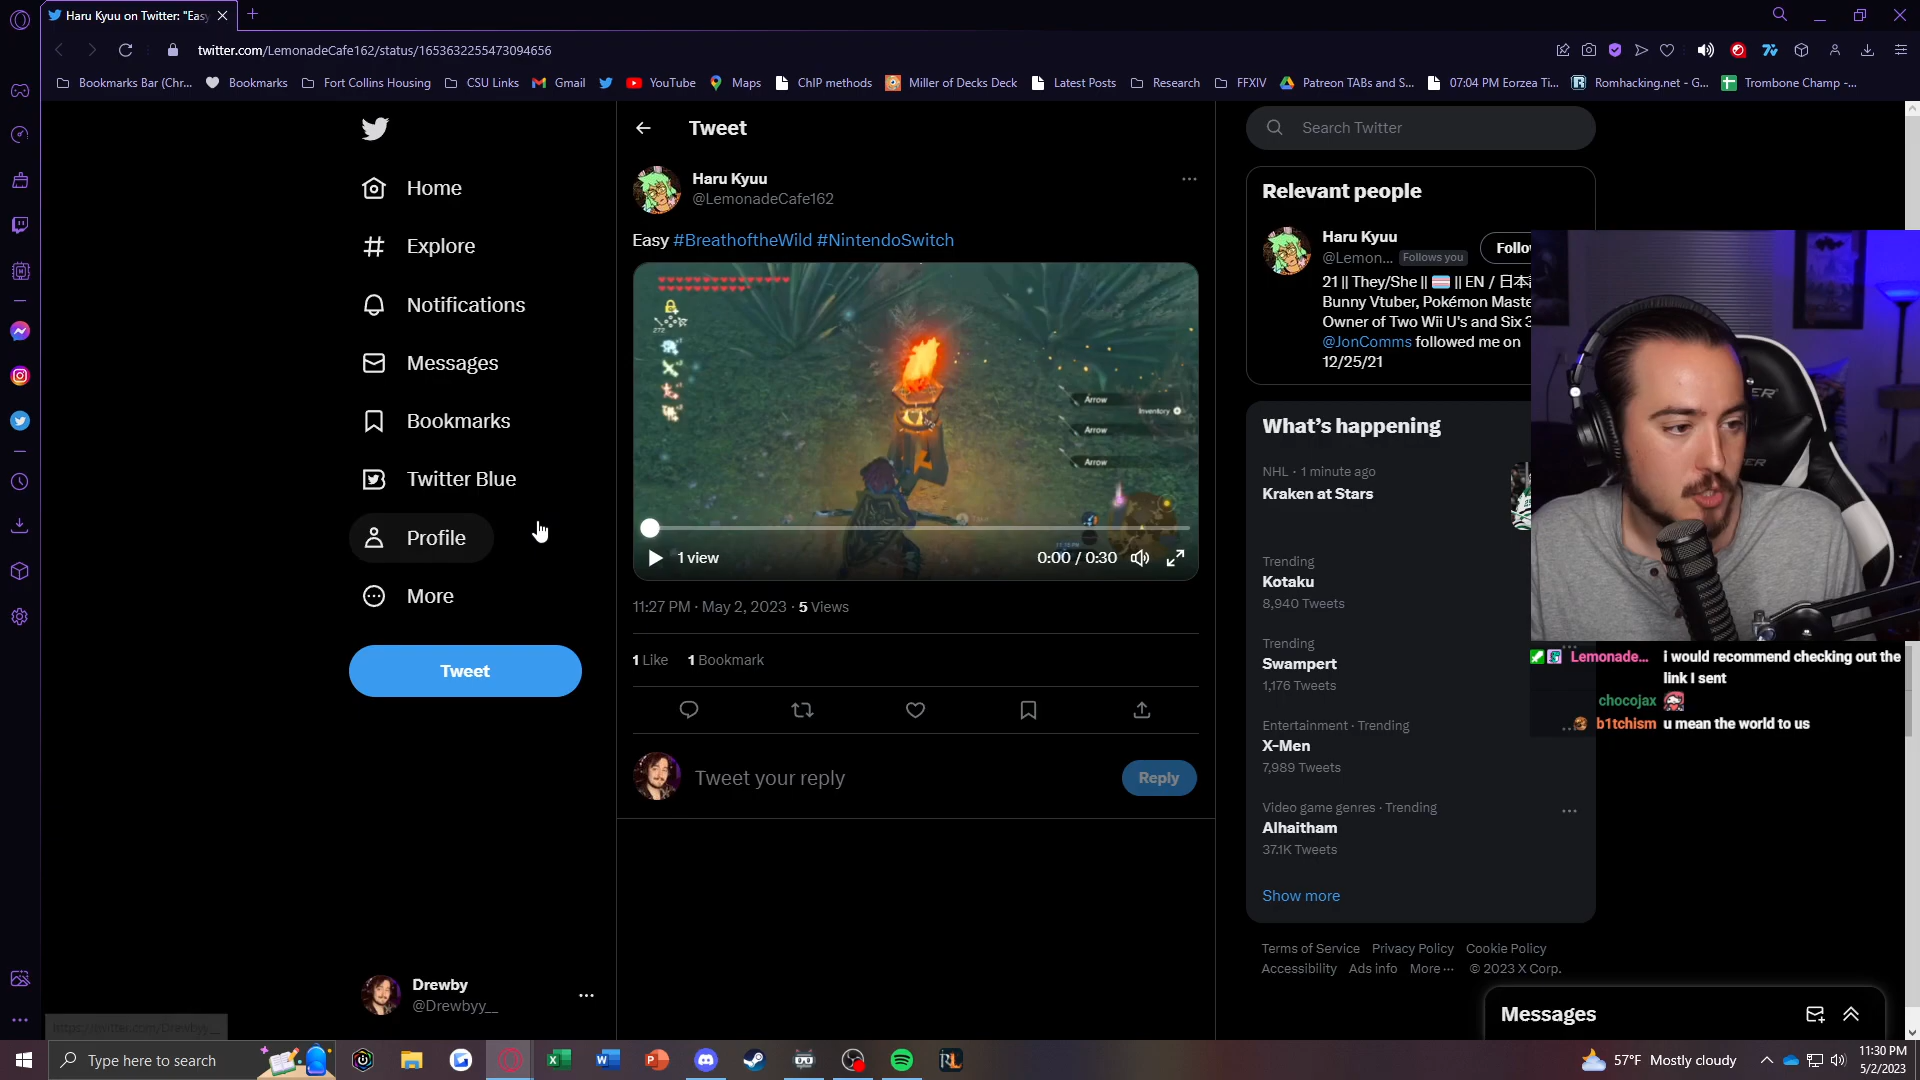 Haru Kyuu on Twitter: "Easy
twitter.com/LemonadeCafe162/status/1653632255473094656
Bookmarks Bar (Chr... Bookmarks Fort Collins Housing CSU Links Gmail YouTube Maps ChIP methods Miller of Decks Deck Latest Posts Research FFXIV Patreon TABs and S... 07:04 PM Eorzea Ti... Romhacking.net - G... Trombone Champ -...
Home
Explore
Notifications
Messages
Bookmarks
Twitter Blue
Profile
More
Tweet
Drewby
@Drewbyy__
https://twitter.com/Drewbyy__
Tweet
Haru Kyuu
@LemonadeCafe162
Easy #BreathoftheWild #NintendoSwitch
272
Arrow
Inventory
Arrow
Arrow
1 view
0:00 / 0:30
11:27 PM · May 2, 2023 · 5 Views
1 Like 1 Bookmark
Tweet your reply
Reply
Search Twitter
Relevant people
Haru Kyuu
@Lemon... Follows you
Follo
21 || They/She || || EN / 日本
Bunny Vtuber, Pokémon Maste
Owner of Two Wii U's and Six 3
@JonComms followed me on
12/25/21
What's happening
NHL · 1 minute ago
Kraken at Stars
Trending
Kotaku
8,940 Tweets
Trending
Swampert
1,176 Tweets
Entertainment · Trending
X-Men
7,989 Tweets
Video game genres · Trending
Alhaitham
37.1K Tweets
Show more
Terms of Service Privacy Policy Cookie Policy
Accessibility Ads info More ··· © 2023 X Corp.
Messages
Lemonade... i would recommend checking out the
link I sent
chocojax
b1tchism u mean the world to us
Type here to search
57°F Mostly cloudy
11:30 PM
5/2/2023